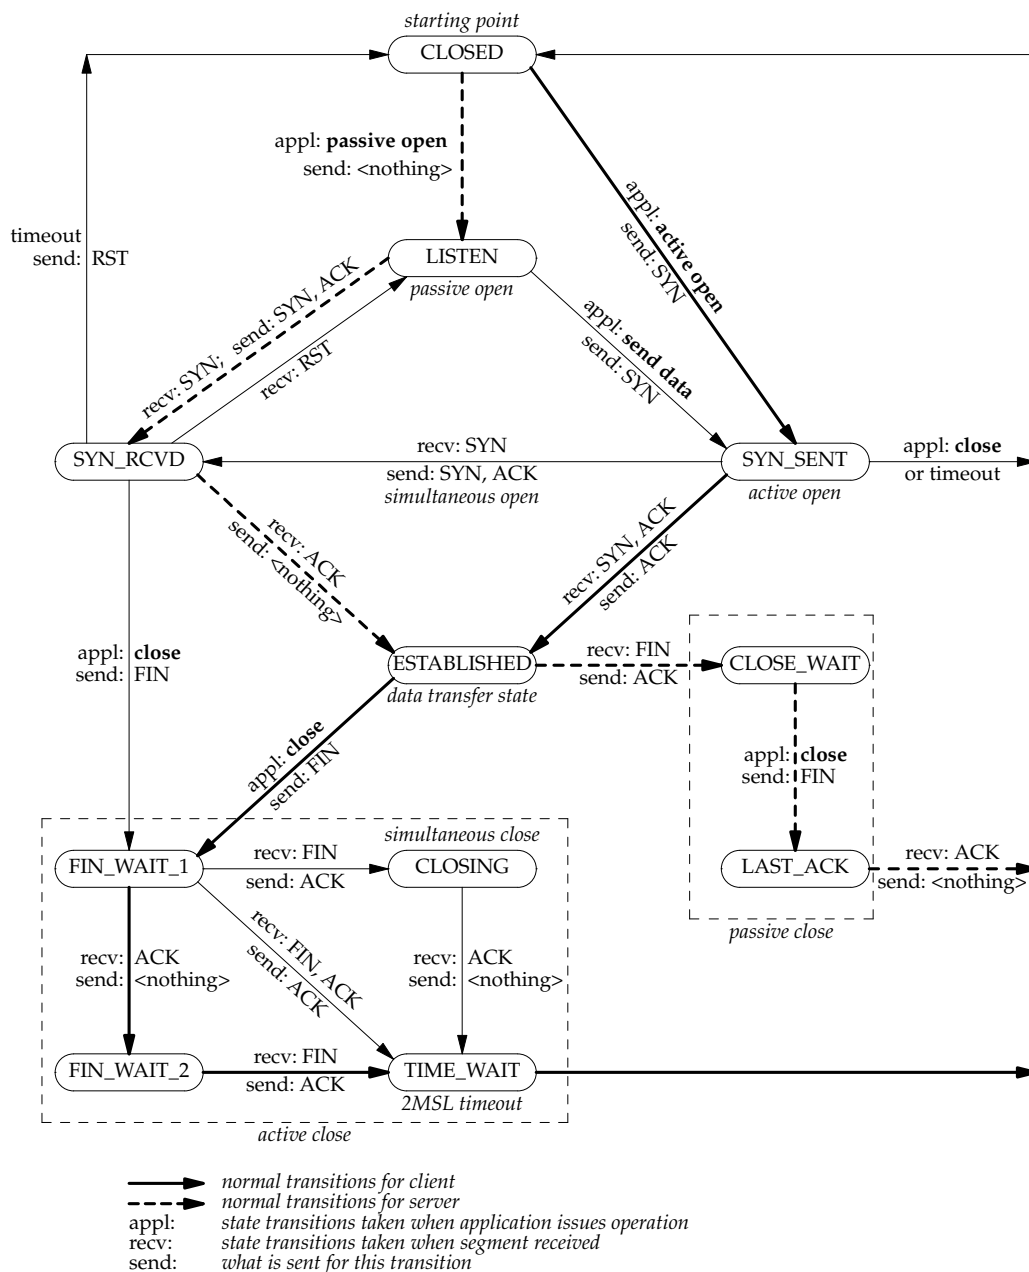 starting point
CLOSED
appl: passive open
send: <nothing>
appl: active open
send: SYN
timeout
send: RST
LISTEN
passive open
recv: SYN; send: SYN, ACK
recv: RST
appl: send data
send: SYN
SYN_RCVD
recv: SYN
send: SYN, ACK
simultaneous open
SYN_SENT
active open
appl: close
or timeout
recv: ACK
send: <nothing>
recv: SYN, ACK
send: ACK
appl: close
send: FIN
ESTABLISHED
data transfer state
recv: FIN
send: ACK
CLOSE_WAIT
appl: close
send: FIN
appl: close
send: FIN
simultaneous close
FIN_WAIT_1
recv: FIN
send: ACK
CLOSING
LAST_ACK
recv: ACK
send: <nothing>
passive close
recv: ACK
send: <nothing>
recv: FIN, ACK
send: ACK
recv: ACK
send: <nothing>
FIN_WAIT_2
recv: FIN
send: ACK
TIME_WAIT
2MSL timeout
active close
normal transitions for client
normal transitions for server
appl: state transitions taken when application issues operation
recv: state transitions taken when segment received
send: what is sent for this transition